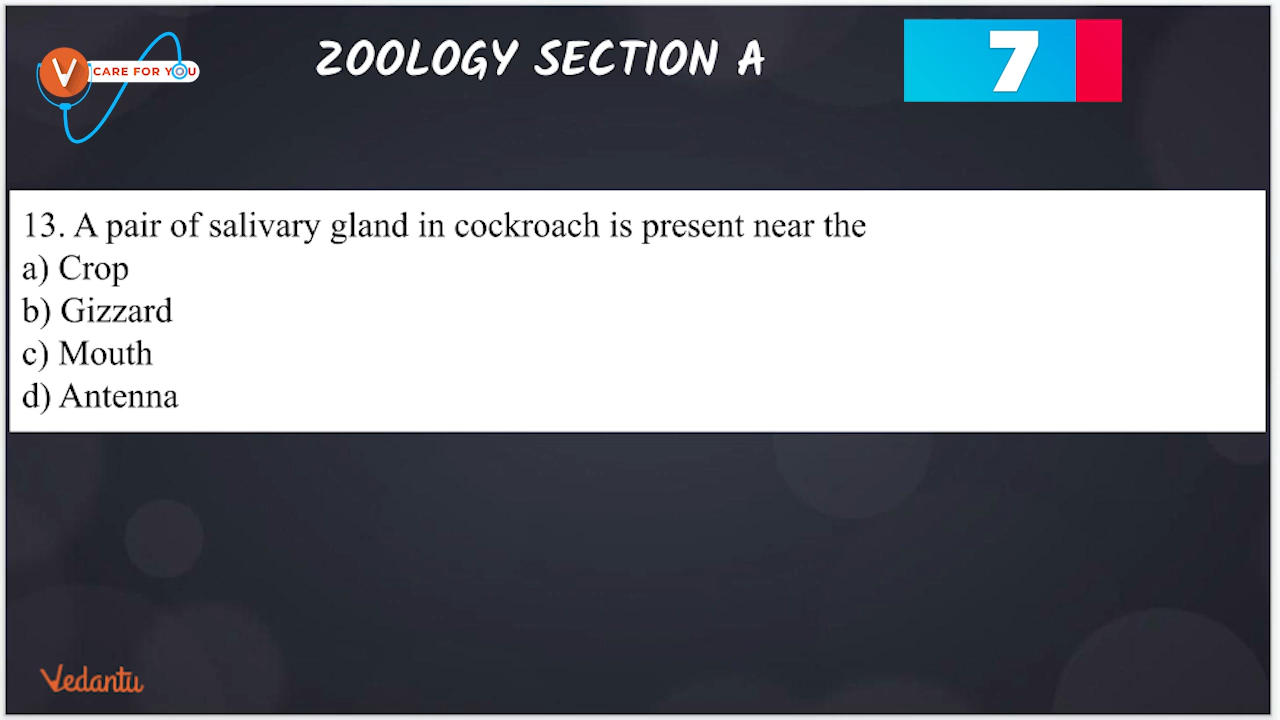 V CARE FOR YOU
ZOOLOGY SECTION A
7
13. A pair of salivary gland in cockroach is present near the
a) Crop
b) Gizzard
c) Mouth
d) Antenna
Vedantu